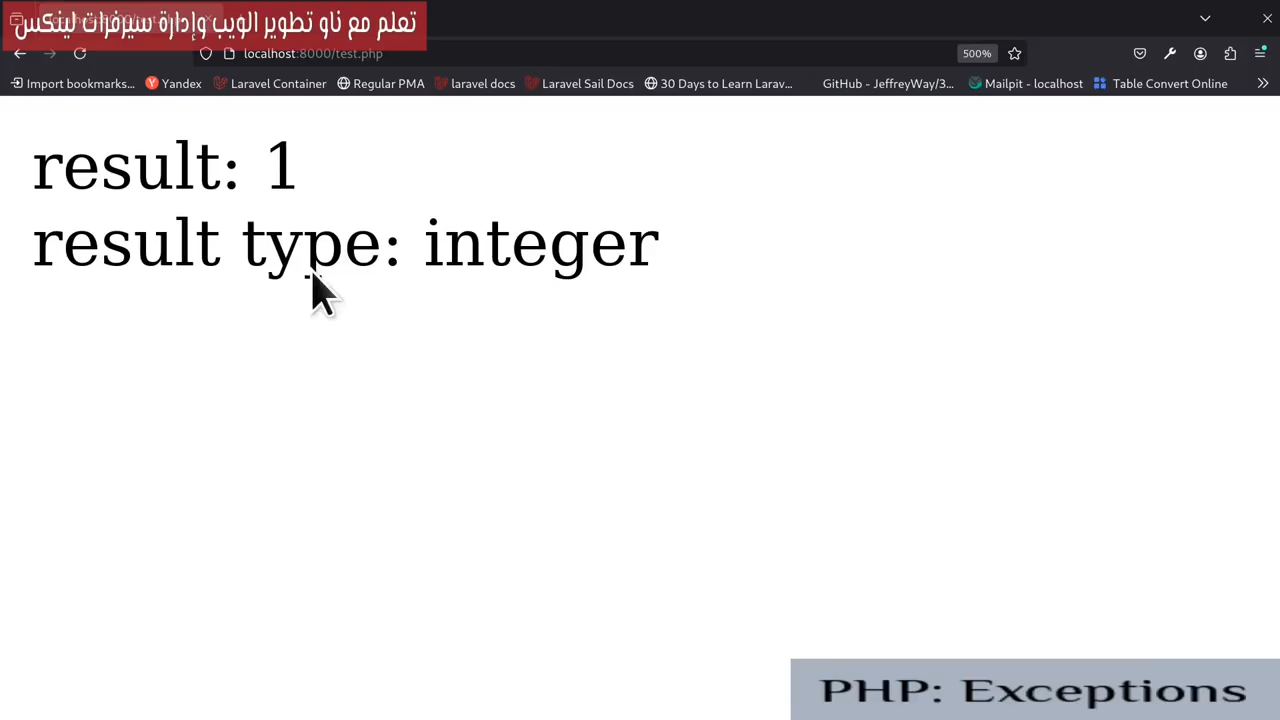 تعلم مع ناو تطوير الويب وإدارة سيرفرات لينكس
localhost:8000/test.php
500%
Import bookmarks...
Yandex
Laravel Container
Regular PMA
laravel docs
Laravel Sail Docs
30 Days to Learn Larav...
GitHub - JeffreyWay/3...
Mailpit - localhost
Table Convert Online
result: 1
result type: integer
PHP: Exceptions